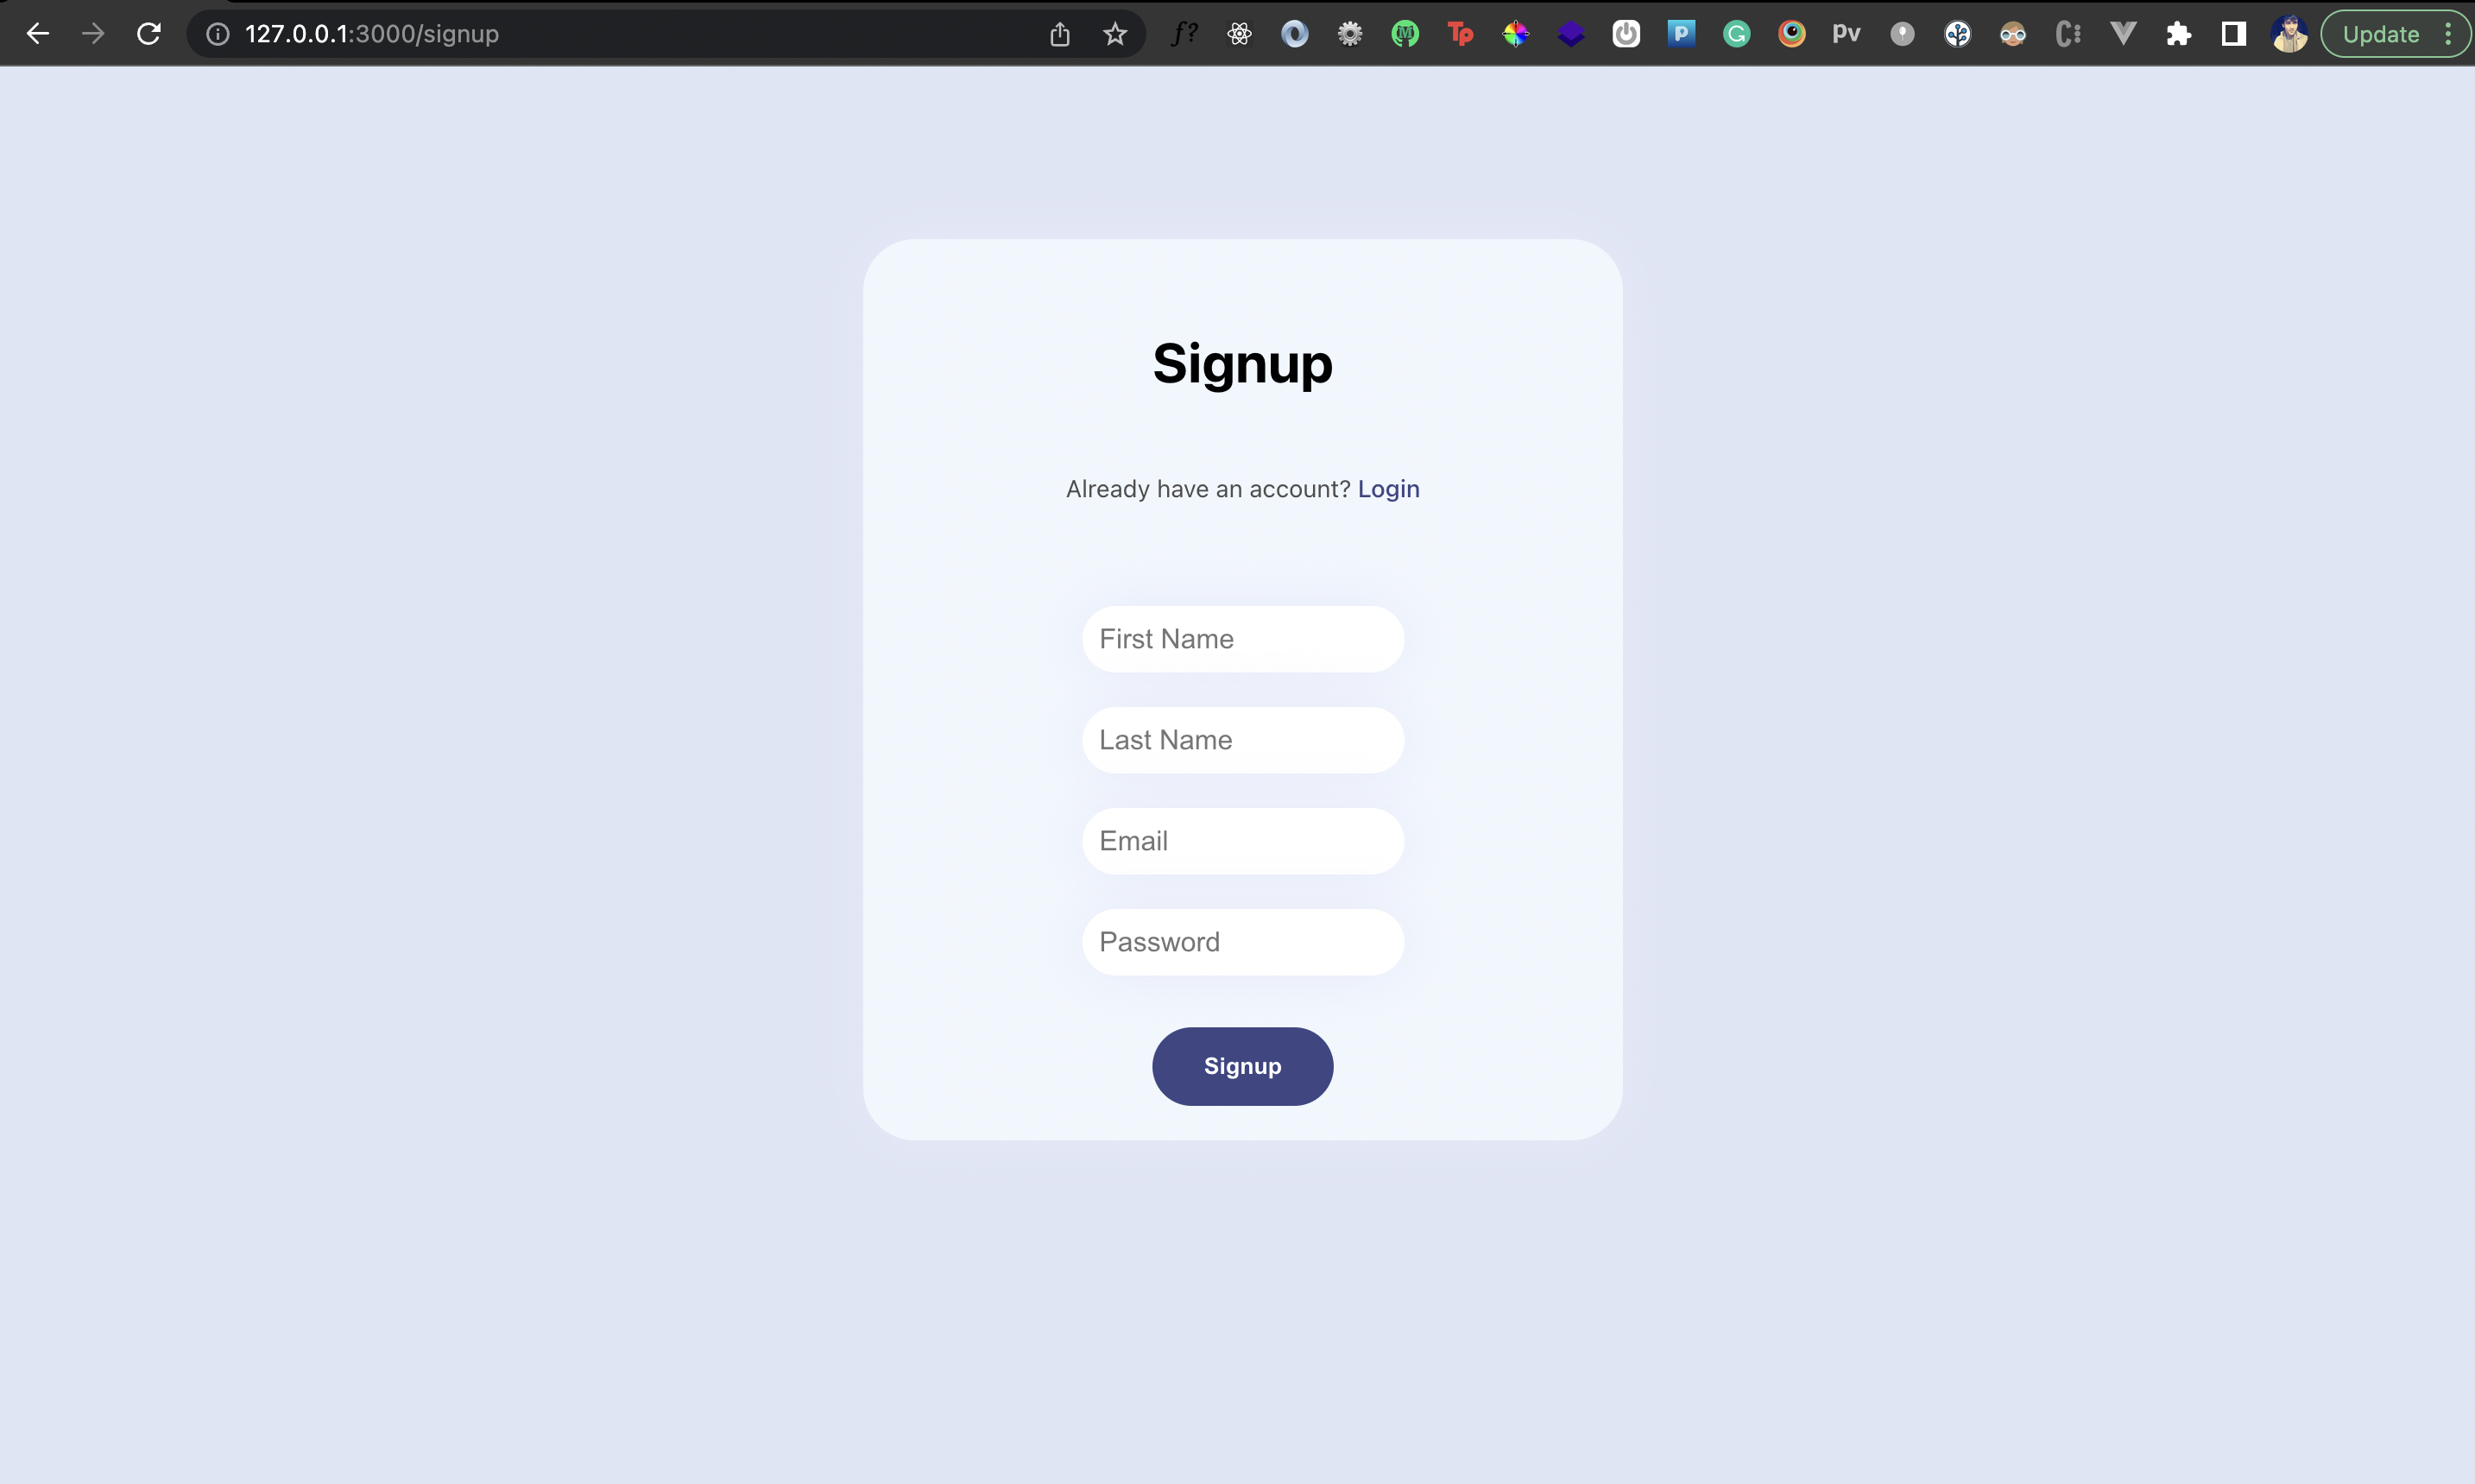 127.0.0.1:3000/signup
f?
M
Tp
P
G
pv
C
Update
Signup
Already have an account? Login
First Name
Last Name
Email
Password
Signup